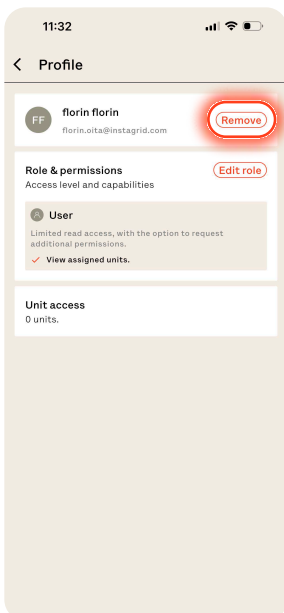 11:32
Profile
FF
florin florin
florin.oita@instagrid.com
Remove
Role & permissions
Edit role
Access level and capabilities
User
Limited read access, with the option to request
additional permissions.
View assigned units.
Unit access
0 units.